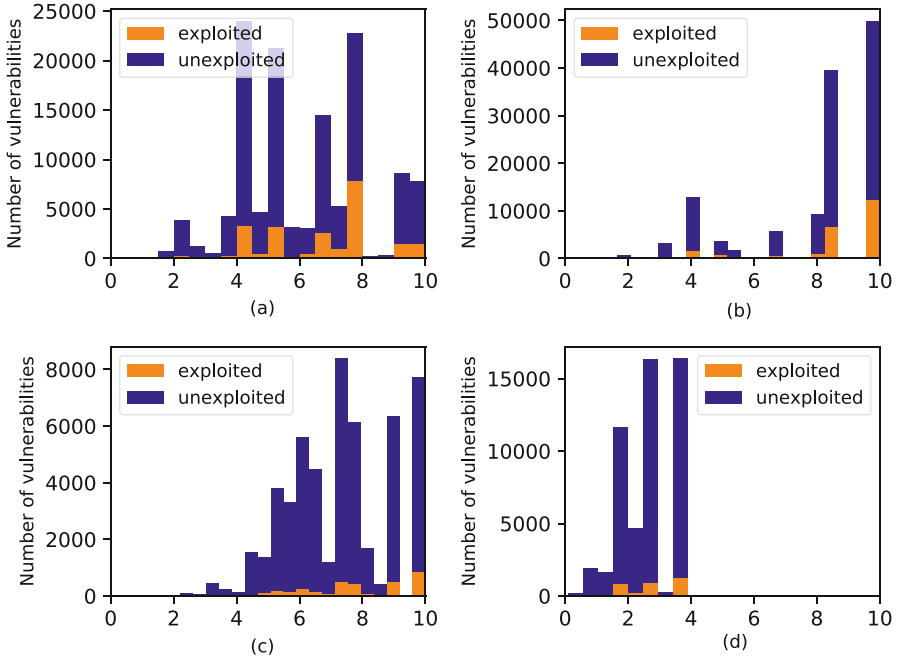 Number of vulnerabilities
25000
20000
15000
10000
5000
0
exploited
unexploited
0 2 4 6 8 10
(a)
Number of vulnerabilities
50000
40000
30000
20000
10000
0
exploited
unexploited
0 2 4 6 8 10
(b)
Number of vulnerabilities
8000
6000
4000
2000
0
exploited
unexploited
0 2 4 6 8 10
(c)
Number of vulnerabilities
15000
10000
5000
0
exploited
unexploited
0 2 4 6 8 10
(d)